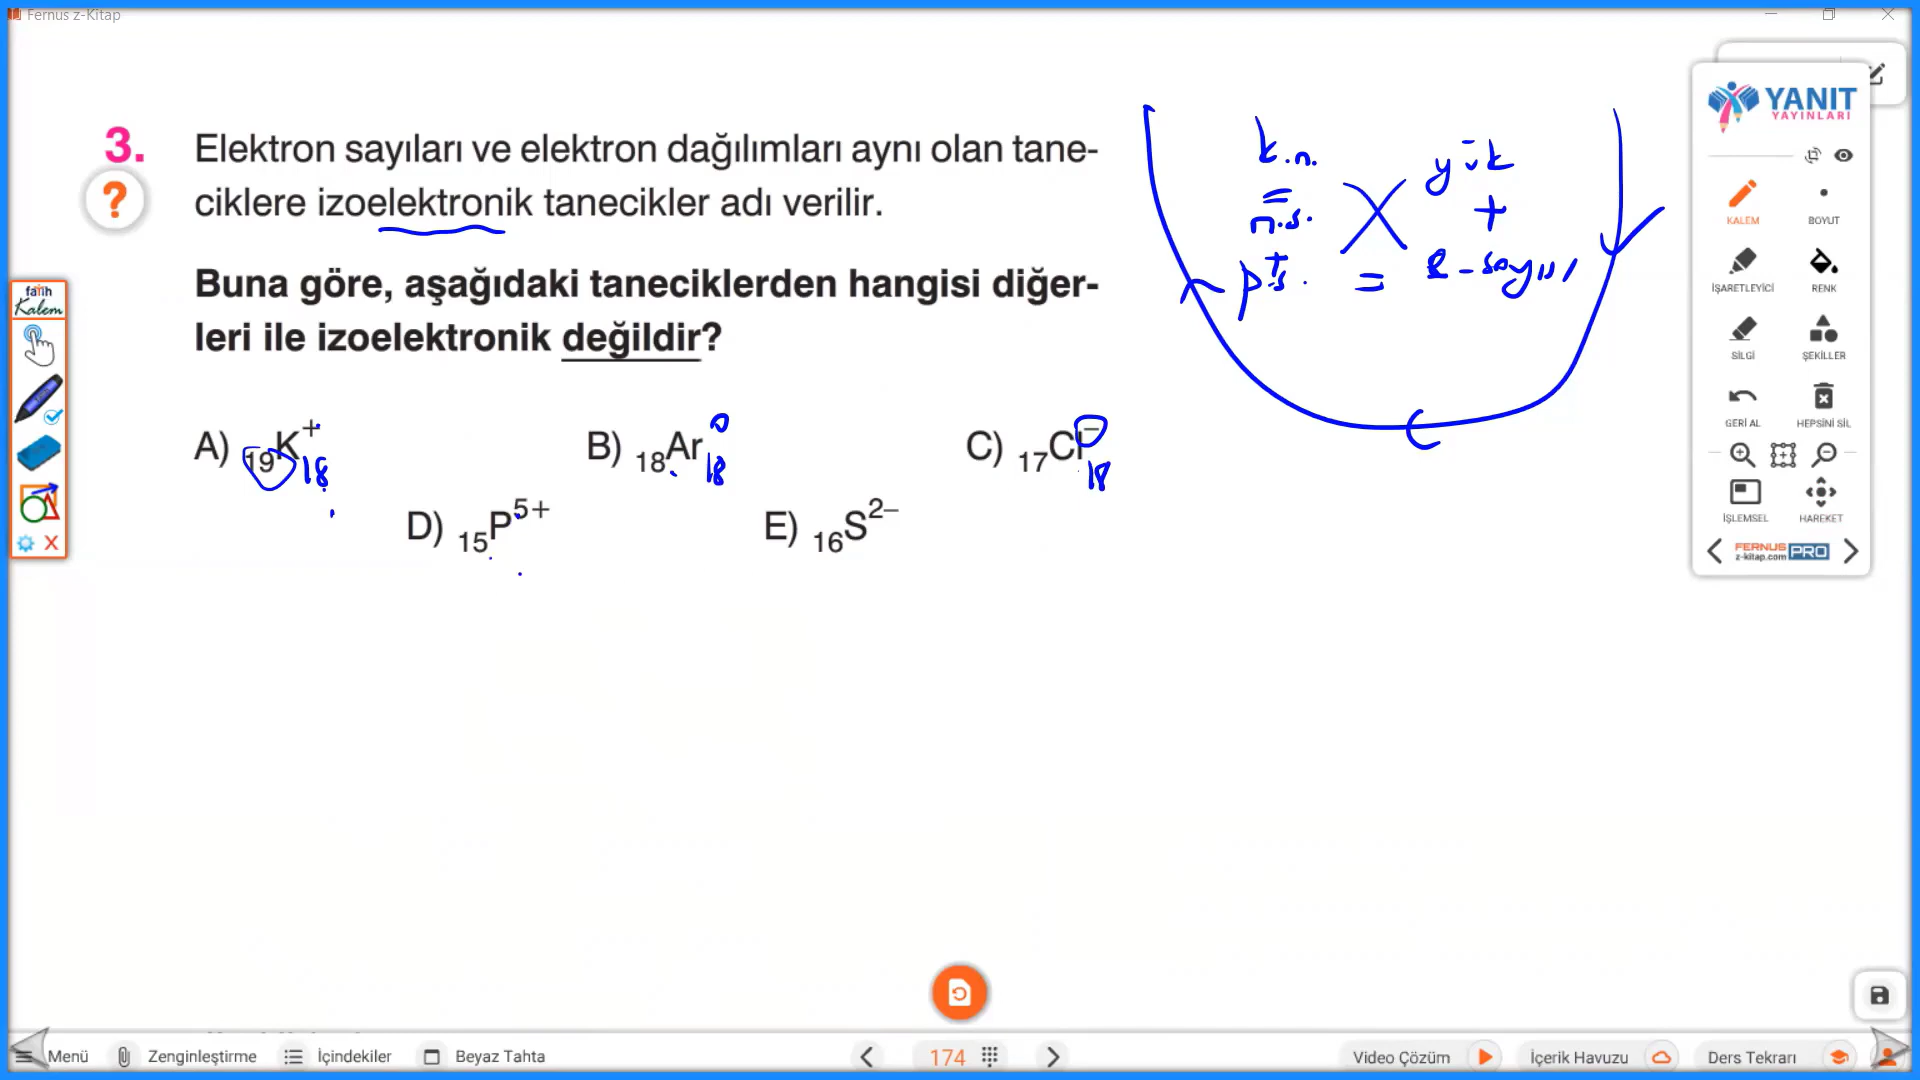 Fernus z-Kitap
3.
?
Elektron sayıları ve elektron dağılımları aynı olan tane-
ciklere izoelektronik tanecikler adı verilir.
Buna göre, aşağıdaki taneciklerden hangisi diğer-
leri ile izoelektronik değildir?
A) 19K+ 18
B) 18Ar 0 18
C) 17Cl– 18
D) 15P5+
E) 16S2–
k.n. yük
= +
n.s.
+
p.s. = e-sayısı
fatih
Kalem
YANIT
YAYINLARI
KALEM
BOYUT
İŞARETLEYİCİ
RENK
SİLGİ
ŞEKİLLER
GERİ AL
HEPSİNİ SİL
İŞLEMSEL
HAREKET
FERNUS
z-kitap.com PRO
Menü
Zenginleştirme
İçindekiler
Beyaz Tahta
174
Video Çözüm
İçerik Havuzu
Ders Tekrarı